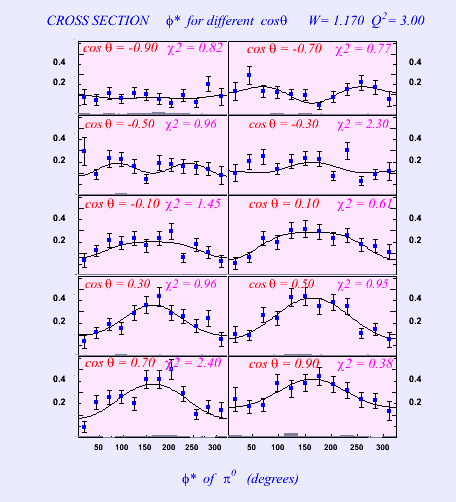 CROSS SECTION ϕ* for different cosθ W= 1.170 Q²= 3.00
cos θ = -0.90 χ2 = 0.82 cos θ = -0.70 χ2 = 0.77
0.4 0.4
0.2 0.2
cos θ = -0.50 χ2 = 0.96 cos θ = -0.30 χ2 = 2.30
0.4 0.4
0.2 0.2
cos θ = -0.10 χ2 = 1.45 cos θ = 0.10 χ2 = 0.61
0.4 0.4
0.2 0.2
cos θ = 0.30 χ2 = 0.96 cos θ = 0.50 χ2 = 0.95
0.4 0.4
0.2 0.2
cos θ = 0.70 χ2 = 2.40 cos θ = 0.90 χ2 = 0.38
0.4 0.4
0.2 0.2
50 100 150 200 250 300 50 100 150 200 250 300
ϕ* of π⁰ (degrees)